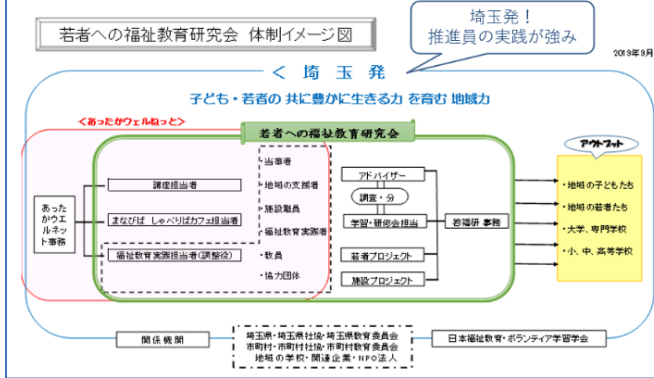 若者への福祉教育研究会 体制イメージ図
埼玉発!
推進員の実践が強み
2019年9月
< 埼 玉 発 >
子ども・若者の 共に豊かに生きる力 を育む 地域力
<あったかウェルねっと>
若者への福祉教育研究会
あったかウエルネット事務
講座担当者
まなびば しゃべりばカフェ担当者
福祉教育実践担当者(調整役)
・当事者
・地域の支援者
・施設職員
・福祉教育実践者
・教員
・協力団体
アドバイザー
調査・分
学習・研修会担当
若者プロジェクト
施設プロジェクト
若福研 事務
アウトプット
・地域の子どもたち
・地域の若者たち
・大学、専門学校
・小、中、高等学校
関係機関
埼玉県・埼玉県社協・埼玉県教育委員会
市町村・市町村社協・市町村教育委員会
地域の学校・関連企業・NPO法人
日本福祉教育・ボランティア学習学会